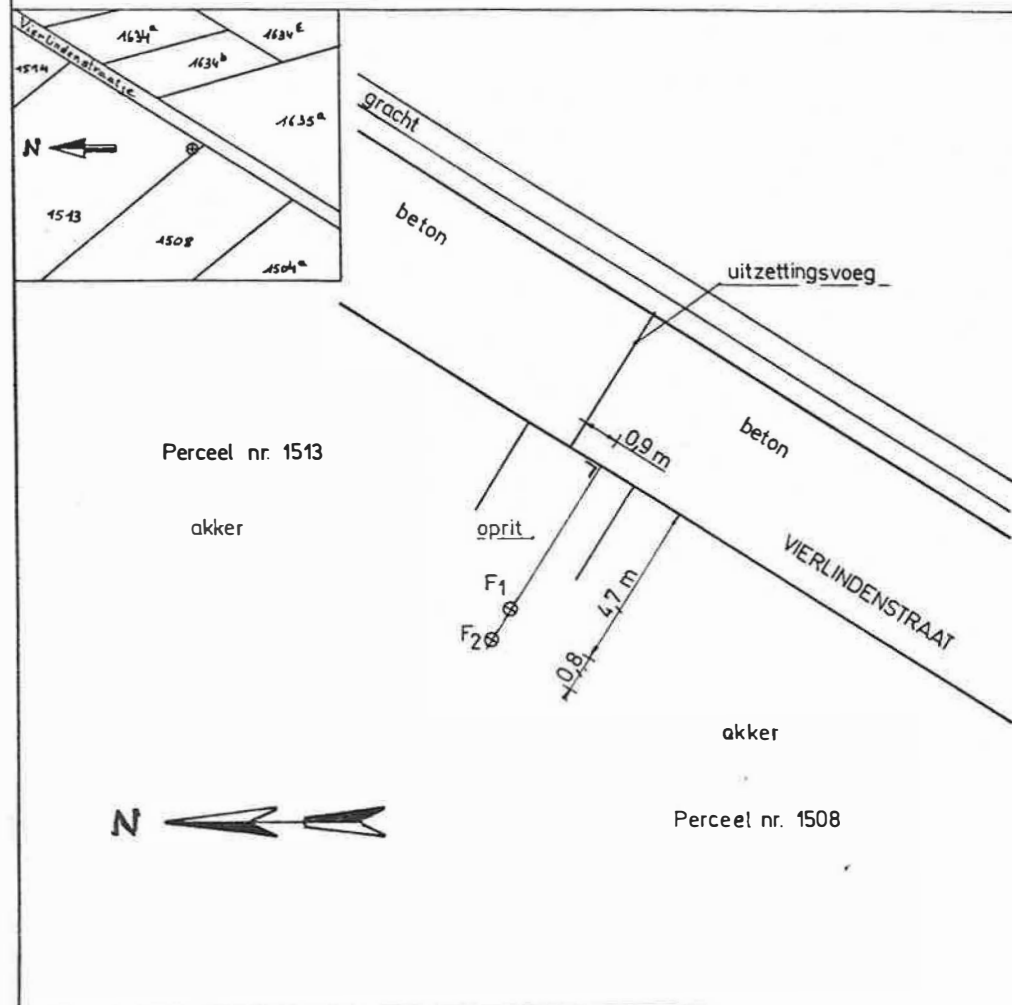 Vierlindenstraatje
1634ᵃ
1634ᴱ
1634ᵇ
1514
1635ᵃ
N
1513
1508
1504ᵃ
gracht
beton
uitzettingsvoeg
0,9 m
beton
Perceel nr. 1513
akker
oprit
F₁
F₂
4,7 m
0,8
VIERLINDENSTRAAT
akker
N
Perceel nr. 1508